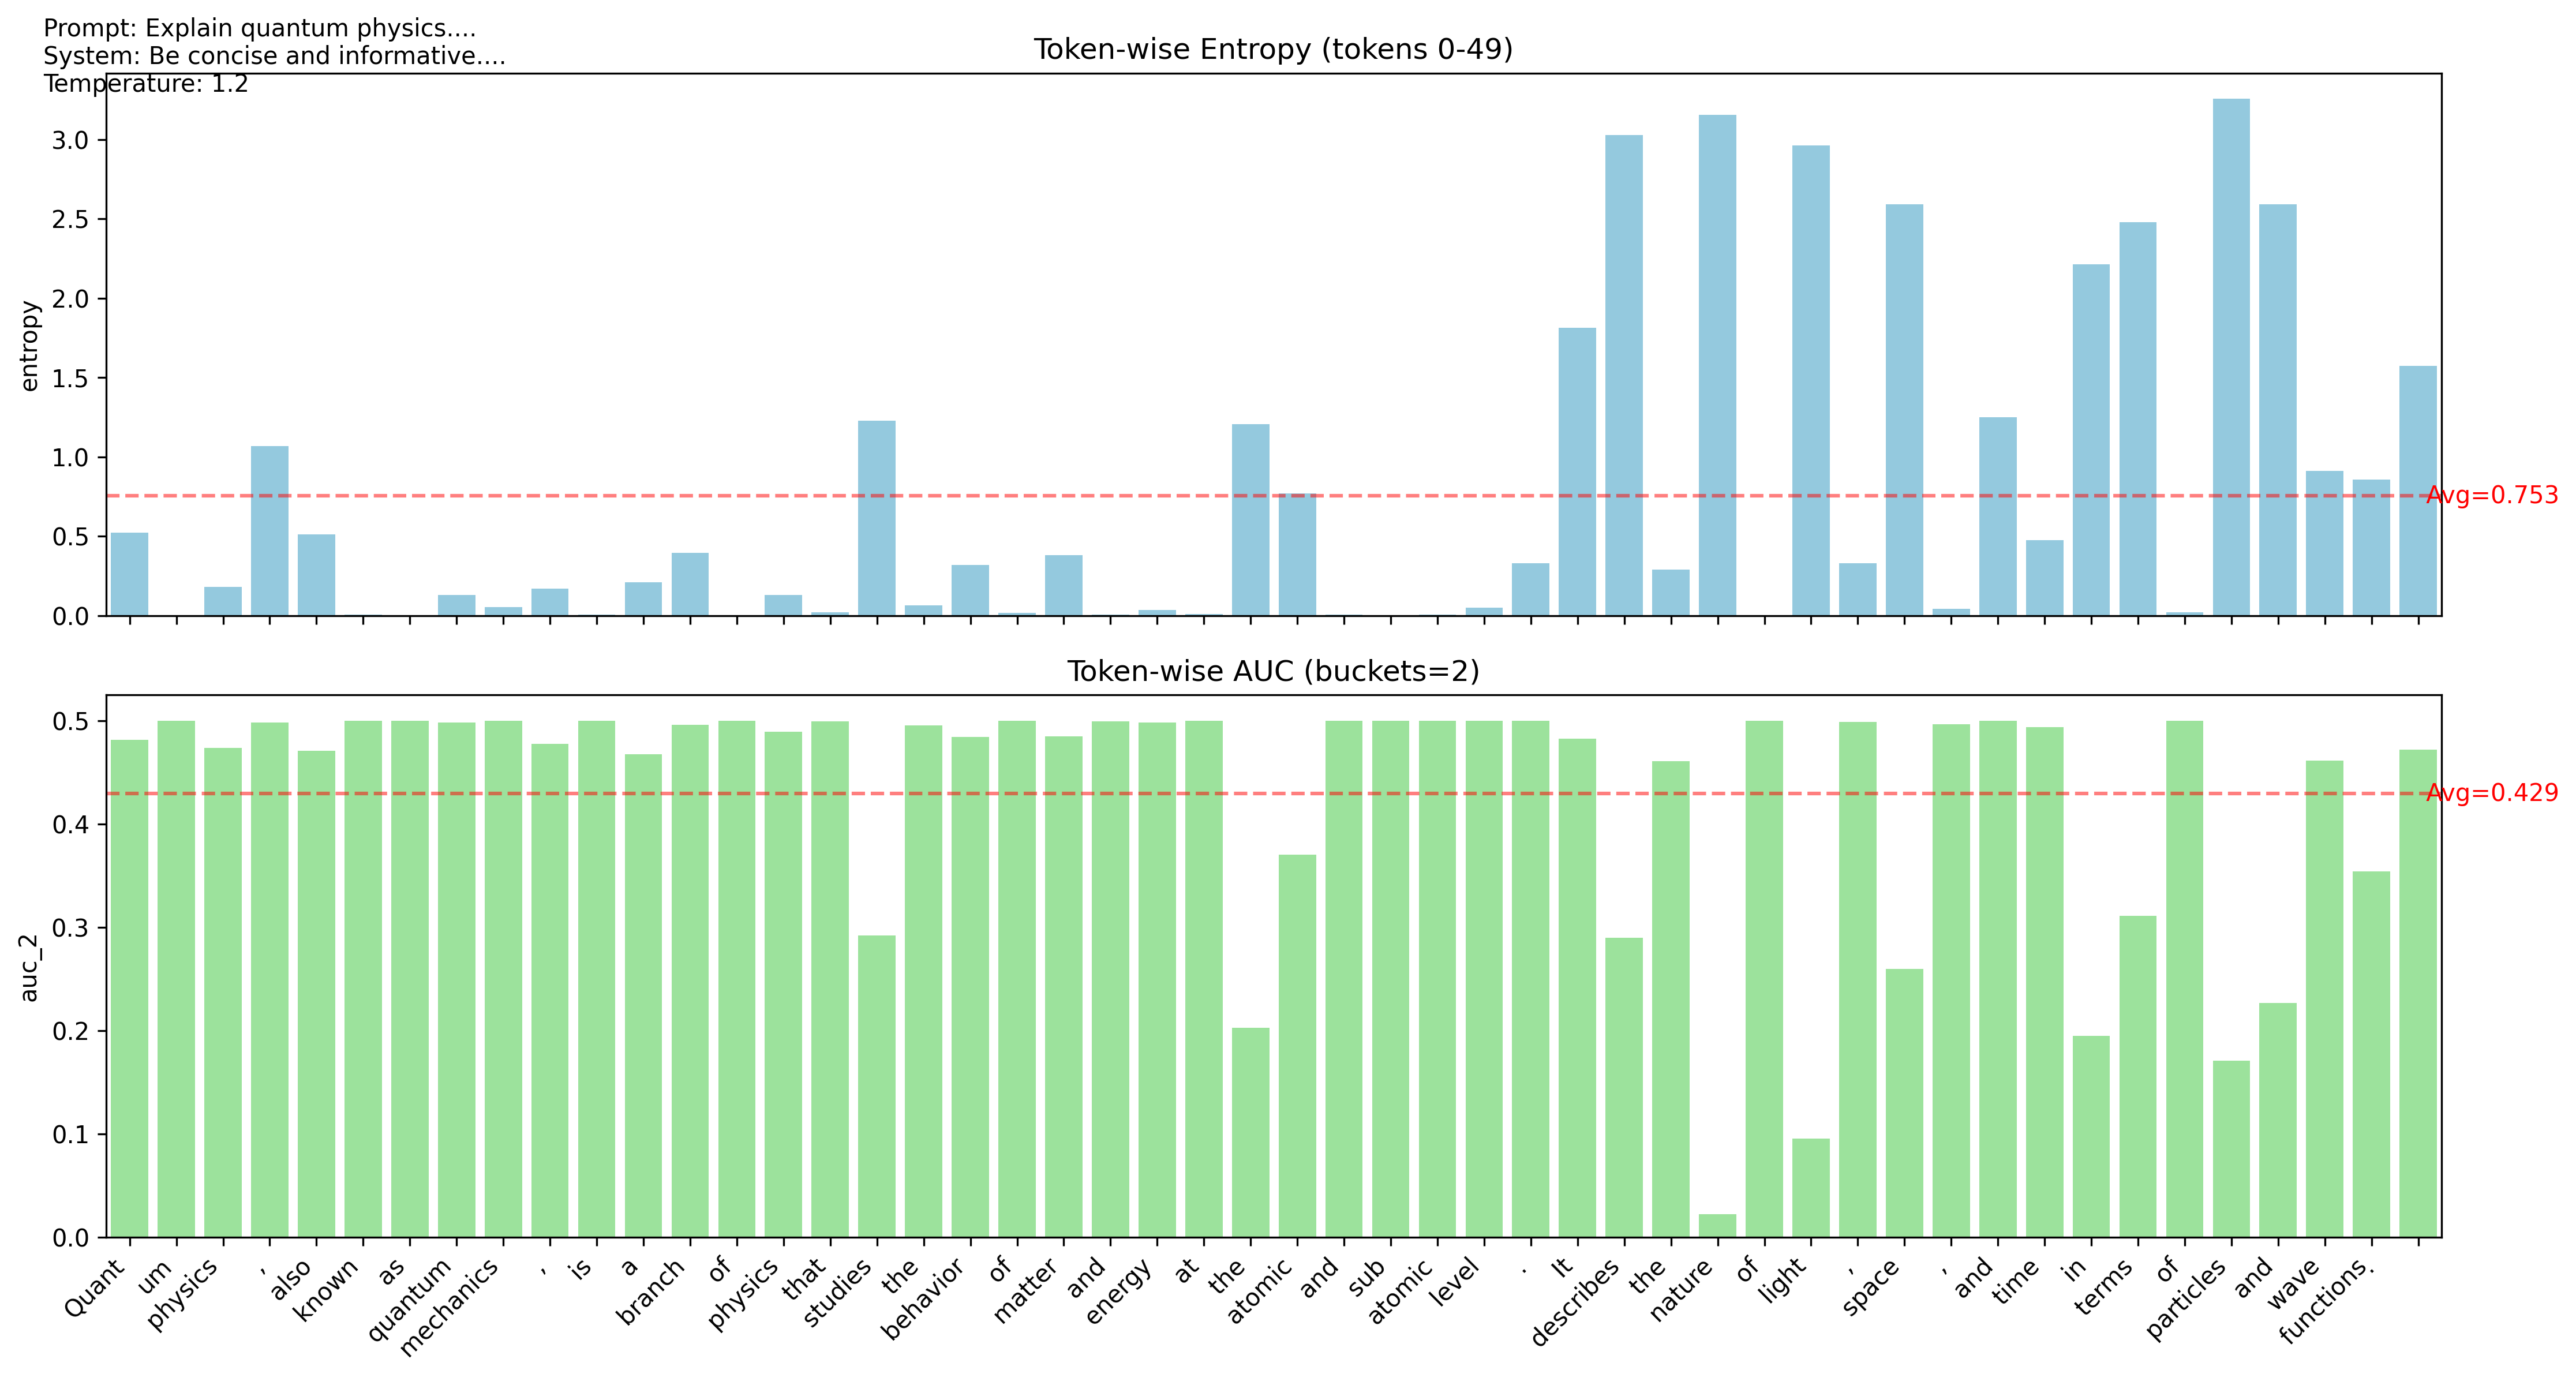 Prompt: Explain quantum physics....
System: Be concise and informative....
Temperature: 1.2
Token-wise Entropy (tokens 0-49)
entropy
3.0
2.5
2.0
1.5
1.0
0.5
0.0
Avg=0.753
Token-wise AUC (buckets=2)
auc_2
0.5
0.4
0.3
0.2
0.1
0.0
Avg=0.429
Quant
um
physics
,
also
known
as
quantum
mechanics
,
is
a
branch
of
physics
that
studies
the
behavior
of
matter
and
energy
at
the
atomic
and
sub
atomic
level
.
It
describes
the
nature
of
light
,
space
,
and
time
in
terms
of
particles
and
wave
functions.